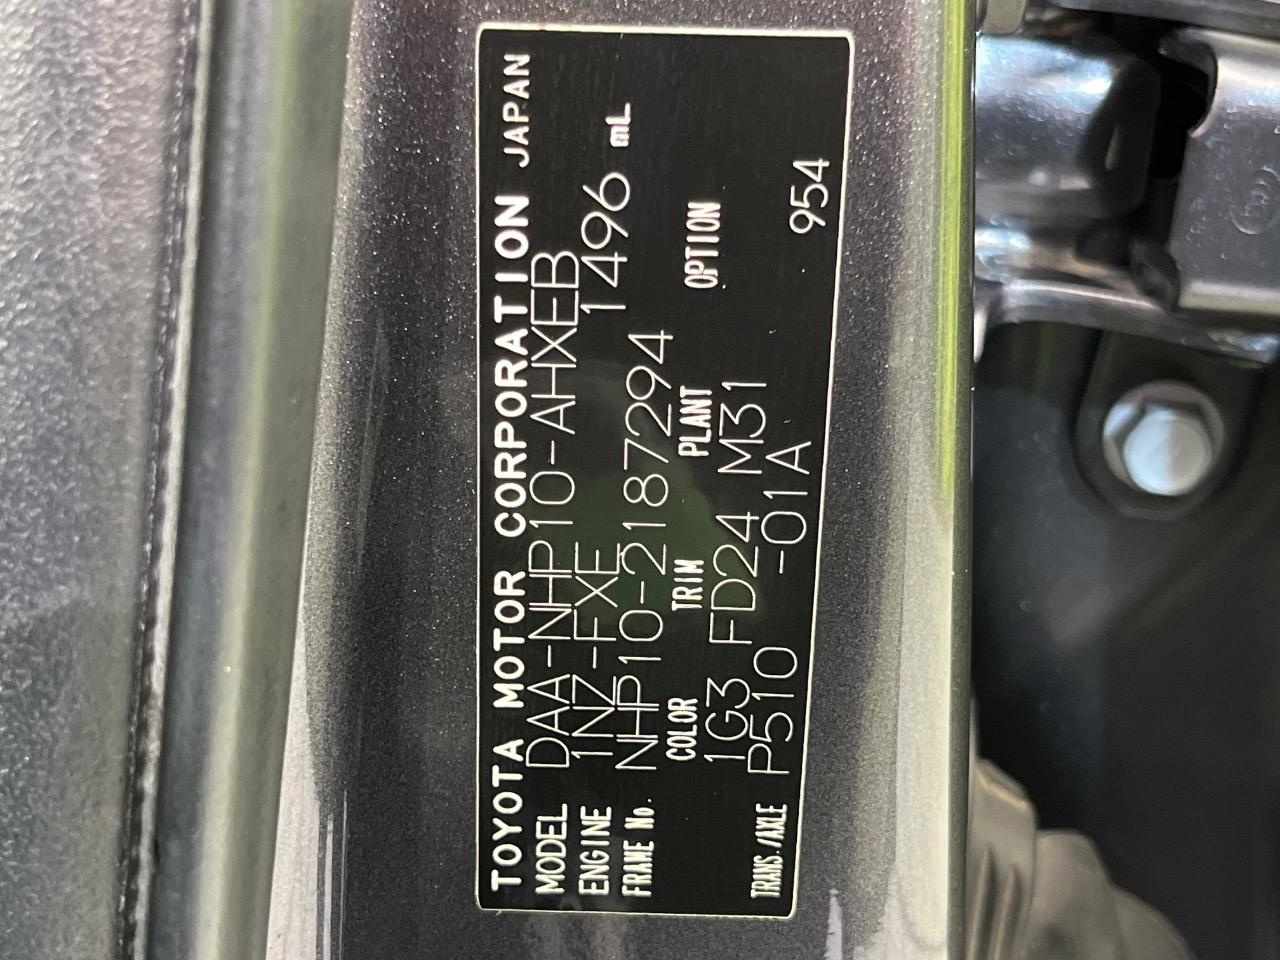 TOYOTA MOTOR CORPORATION JAPAN
MODEL DAA-NHP10-AHXEB
ENGINE 1NZ-FXE 1496 mL
FRAME No. NHP10-2187294
COLOR TRIM PLANT OPTION
1G3 FD24 M31
TRANS./AXLE P510 -01A 954